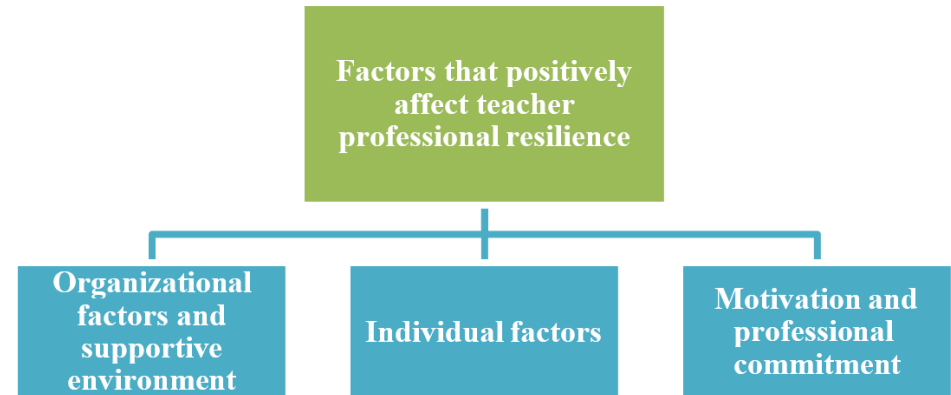 Factors that positively
affect teacher
professional resilience
Organizational
factors and
supportive
environment
Individual factors
Motivation and
professional
commitment